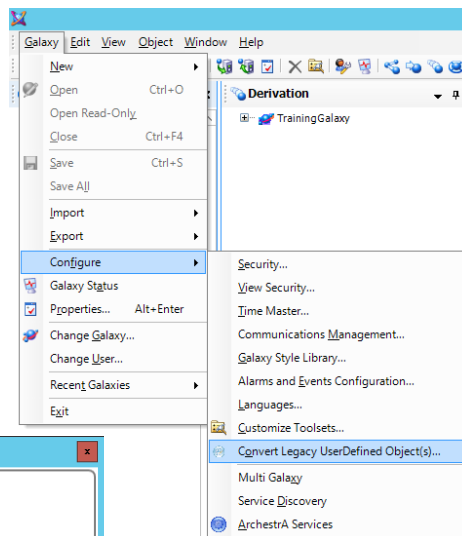 Galaxy Edit View Object Window Help
New
Open Ctrl+O
Open Read-Only
Close Ctrl+F4
Save Ctrl+S
Save All
Import
Export
Configure
Galaxy Status
Properties... Alt+Enter
Change Galaxy...
Change User...
Recent Galaxies
Exit
Derivation
TrainingGalaxy
Security...
View Security...
Time Master...
Communications Management...
Galaxy Style Library...
Alarms and Events Configuration...
Languages...
Customize Toolsets...
Convert Legacy UserDefined Object(s)...
Multi Galaxy
Service Discovery
ArchestrA Services